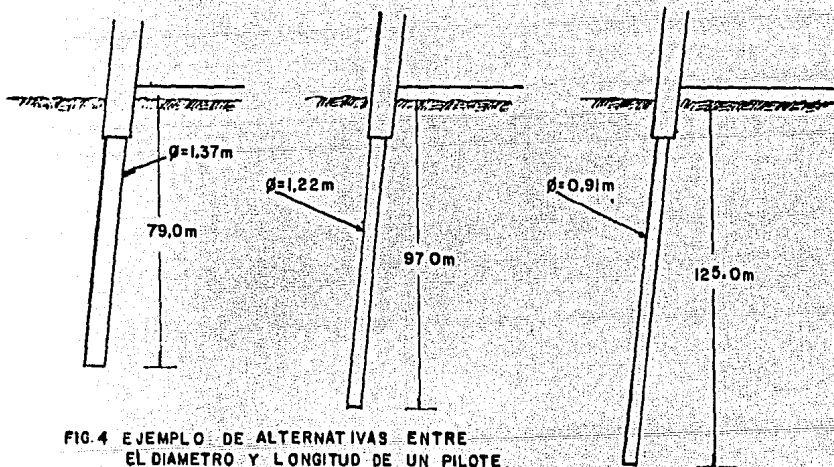 Ø=1.37m
79.0m
Ø=1.22m
97.0m
Ø=0.91m
125.0m
FIG. 4 EJEMPLO DE ALTERNATIVAS ENTRE
EL DIAMETRO Y LONGITUD DE UN PILOTE